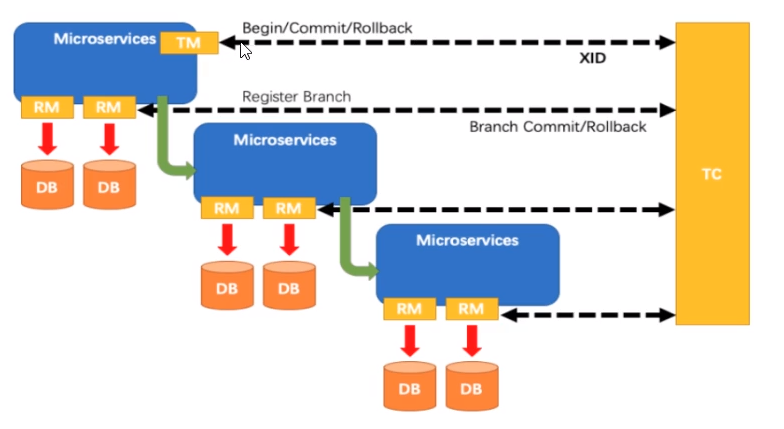 Begin/Commit/Rollback
Microservices
TM
XID
Register Branch
RM
RM
Branch Commit/Rollback
Microservices
TC
DB
DB
RM
RM
Microservices
DB
DB
RM
RM
DB
DB